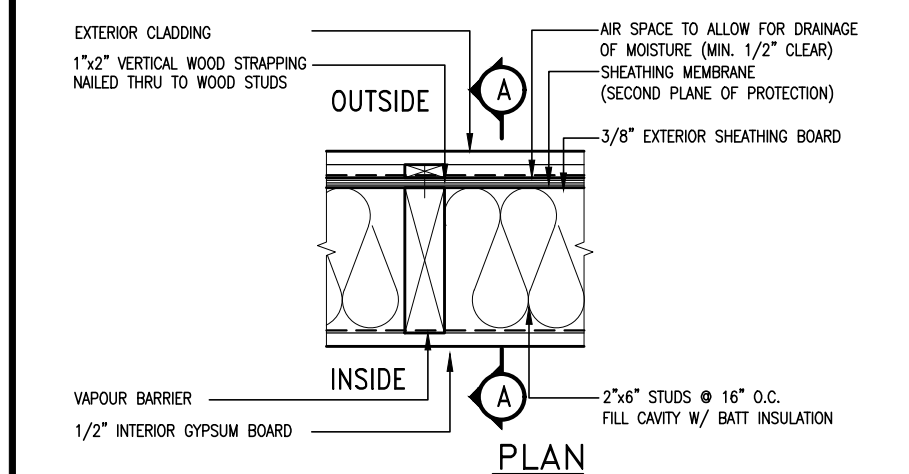 EXTERIOR CLADDING
1"x2" VERTICAL WOOD STRAPPING
NAILED THRU TO WOOD STUDS
OUTSIDE
A
AIR SPACE TO ALLOW FOR DRAINAGE
OF MOISTURE (MIN. 1/2" CLEAR)
SHEATHING MEMBRANE
(SECOND PLANE OF PROTECTION)
3/8" EXTERIOR SHEATHING BOARD
INSIDE
A
VAPOUR BARRIER
1/2" INTERIOR GYPSUM BOARD
2"x6" STUDS @ 16" O.C.
FILL CAVITY W/ BATT INSULATION
PLAN